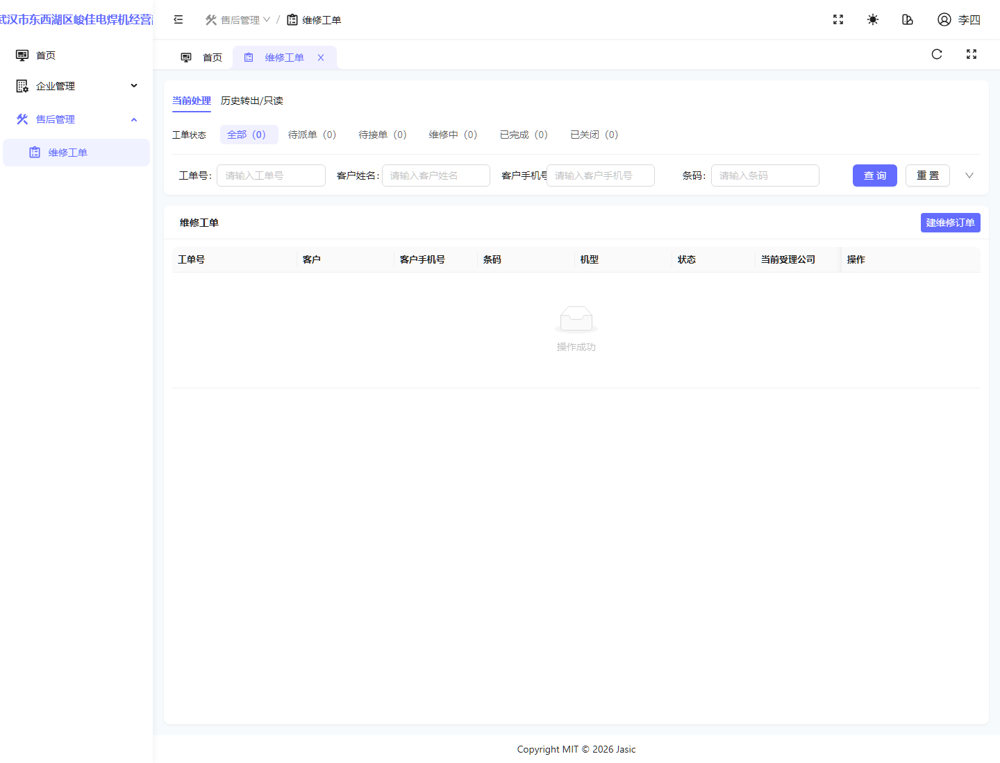 武汉市东西湖区峻佳电焊机经营
售后管理 / 维修工单
李四
首页
企业管理
售后管理
维修工单
首页 维修工单
当前处理 历史转出/只读
工单状态 全部（0） 待派单（0） 待接单（0） 维修中（0） 已完成（0） 已关闭（0）
工单号: 请输入工单号 客户姓名: 请输入客户姓名 客户手机号 请输入客户手机号 条码: 请输入条码 查 询 重 置
维修工单 建维修订单
工单号 客户 客户手机号 条码 机型 状态 当前受理公司 操作
操作成功
Copyright MIT © 2026 Jasic